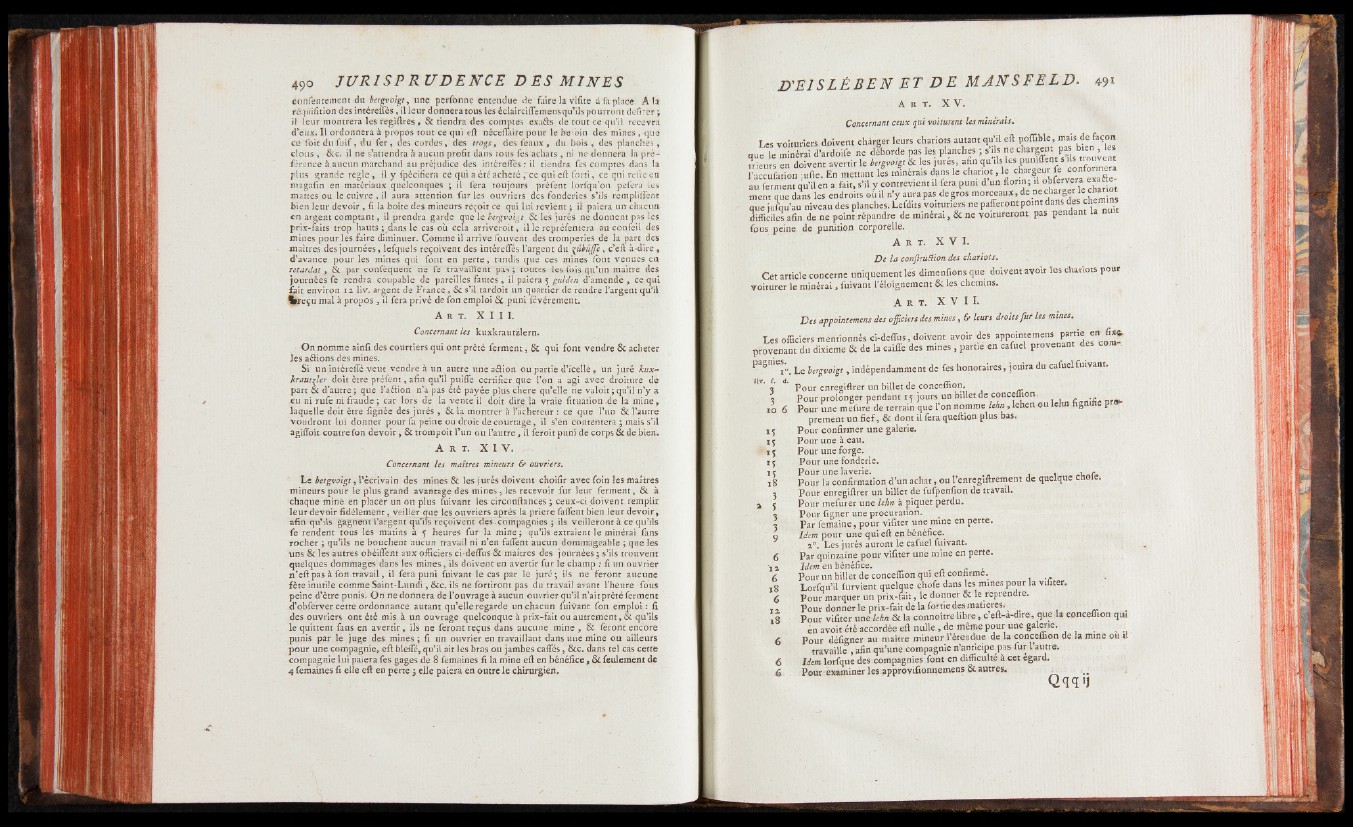 490 JURISPRUDENCE DES MINES
conſentement du bergvoigt, une perſonne entendue de faire la viſite à ſa place. A la
réquiſition des intéreſſés, il leur donnera tous les éclairciſſemens qu'ils pourront deſirer ;
il leur montrera les regiſtres, & tiendra des comptes exacts de tout ce qu'il recevra
d'eux. Il ordonnera à propos tout ce qui eſt néceſſaire pour le beſoin des mines, que
ce ſoit du ſuif, du fer, des cordes, des trogs, des ſeaux, du bois, des planches,
clous, &c. il ne s'attendra à aucun profit dans tous ſes achats, ni ne donnera la pré-
férence à aucun marchand au préjudice des intéreſſés : il tiendra ſes comptes dans la
plus grande regle, il y ſpécifiera ce qui a été acheté, ce qui eſt ſorti, ce qui reſte en
magaſin en matériaux quelconques ; il ſera toujours préſent lorſqu'on peſera les
mattes ou le cuivre, il aura attention ſur les ouvriers des fonderies s'ils rempliſſent
bien leur devoir, ſi la boîte des mineurs reçoit ce qui lui revient ; il paiera un chacun
en argent comptant, il prendra garde que le bergvoigt & les jurés ne donnent pas les
prix-faits trop hauts ; dans le cas où cela arriveroit, il le repréſentera au conſeil des
mines pour les faire diminuer. Comme il arrive ſouvent des tromperies de la part des
maîtres des journées, leſquels reçoivent des intéreſſés l'argent du zübüſſe, c'eſt à-dire,
d'avance pour les mines qui ſont en perte, tandis que ces mines ſont venues en
retardat, & par conſéquent ne ſe travaillent pas ; toutes les fois qu'un maître des
journées ſe rendra coupable de pareilles fautes, il paiera 5 gulden d'amende, ce qui
fait environ 12 liv. argent de France, & s'il tardoit un quartier de rendre l'argent qu'il
reçu mal à propos, il ſera privé de ſon emploi & puni ſévérement.
ART. XIII.
Concernant les kuxkrautzlern.
On nomme ainſi des courtiers qui ont prêté ferment, & qui font vendre & acheter
les actions des mines.
Si un intéreſſé veut vendre à un autre une action ou partie d'icelle, un juré kux-
krautzler doit être préſent, afin qu'il puiſſe certifier que l'on a agi avec droiture de
part & d'autre ; que l'action n'a pas été payée plus chere qu'elle ne valoit ; qu'il n'y a
eu ni ruſe ni fraude ; car lors de la vente il doit dire la vraie ſituation de la mine,
laquelle doit être ſignée des jurés, & la montrer à l'acheteur : ce que l'un & l'autre
voudront lui donner pour ſa peine ou droit de courtage, il s'en contentera ; mais s'il
agiſſoit contre ſon devoir, & trompoit l'un ou l'autre, il ſeroit puni de corps & de bien.
ART. XIV.
Concernant les maîtres mineurs & ouvriers.
Le bergvoigt, l'écrivain des mines & les jurés doivent choiſir avec ſoin les maîtres
mineurs pour le plus grand avantage des mines, les recevoir ſur leur ferment, & à
chaque mine en placer un ou plus ſuivant les circonſtances ; ceux-ci doivent remplir
leur devoir fidélement, veiller que les ouvriers après la priere faſſent bien leur devoir,
afin qu'ils gagnent l'argent qu'ils reçoivent des compagnies ; ils veilleront à ce qu'ils
ſe rendent tous les matins à 5 heures ſur la mine ; qu'ils extraient le minérai ſans
rocher ; qu'ils ne bouchent aucun travail ni n'en faſſent aucun dommageable ; que les
uns & les autres obéiſſent aux officiers ci-deſſus & maîtres des journées ; s'ils trouvent
quelques dommages dans les mines, ils doivent en avertir ſur le champ : ſi un ouvrier
n'eſt pas à ſon travail, il ſera puni ſuivant le cas par le juré ; ils ne feront aucune
fête inutile comme Saint-Lundi, &c. ils ne ſortiront pas du travail avant l'heure ſous
peine d'être punis. On ne donnera de l'ouvrage à aucun ouvrier qu'il n'ait prêté ferment
d'obſerver cette ordonnance autant qu'elle regarde un chacun ſuivant ſon emploi : ſi
des ouvriers ont été mis à un ouvrage quelconque à prix-fait ou autrement, & qu'ils
le quittent ſans en avertir, ils ne ſeront reçus dans aucune mine, & ſeront encore
punis par le juge des mines ; ſi un ouvrier en travaillant dans une mine ou ailleurs
pour une compagnie, eſt bleſſé, qu'il ait les bras ou jambes caſſés, &c. dans tel cas cette
compagnie lui paiera ſes gages de 8 ſemaines ſi la mine eſt en bénéfice, & ſeulement de
4 ſemaines ſi elle eſt en perte ; elle paiera en outre le chirurgien.
D'EISLÉBEN ET DE MANSFELD. 491
ART. XV.
Concernant ceux qui voiturent les minérais.
Les voituriers doivent charger leurs chariots autant qu'il eſt poſſible, mais de façon
que le minérai d'ardoiſe ne déborde pas les planches ; s'ils ne chargent pas bien, les
trieurs en doivent avertir le bergvoigt & les jurés, afin qu'ils les puniſſent s'ils trouvent
l'accuſation juſte. En mettant les minérais dans le chariot, le chargeur ſe conformera
au ferment qu'il en a fait, s'il y contrevient il ſera puni d'un florin ; il obſervera exacte-
ment que dans les endroits où il n'y aura pas de gros morceaux, de ne charger le chariot
que juſqu'au niveau des planches. Leſdits voituriers ne paſſeront point dans des chemins
difficiles afin de ne point répandre de minérai, & ne voitureront pas pendant la nuit
ſous peine de punition corporelle.
ART. XVI.
De la conſtruction des chariots.
Cet article concerne uniquement les dimenſions que doivent avoir les chariots pour
voiturer le minérai, ſuivant l'éloignement & les chemins.
ART. XVII.
Des appointemens des officiers des mines, & leurs droits ſur les mines.
Les officiers mentionnés ci-deſſus, doivent avoir des appointemens partie en fixe
provenant du dixieme & de la caiſſe des mines, partie en caſuel provenant des com-
pagnies.
1°. Le bergvoigt, indépendamment de ſes honoraires, jouira du caſuel ſuivant.
liv. ſ. d.
3 Pour enregiſtrer un billet de conceſſion.
3 Pour prolonger pendant 15 jours un billet de conceſſion.
10 6 Pour une meſure de terrain que l'on nomme lehn, lehen ou lehn ſignifie pro-
prement un fief, & dont il ſera queſtion plus bas.
15 Pour confirmer une galerie.
15 Pour une à eau.
15 Pour une forge.
15 Pour une fonderie.
15 Pour une laverie.
18 Pour la confirmation d'un achat, ou l'enregiſtrement de quelque choſe.
3 Pour enregiſtrer un billet de ſuſpenſion de travail.
2 5 Pour meſurer une lehn à piquet perdu.
3 Pour ſigner une procuration.
3 Par ſemaine, pour viſiter une mine en perte.
9 Idem pour une qui eſt en bénéfice.
2°. Les jurés auront le caſuel ſuivant.
6 Par quinzaine pour viſiter une mine en perte.
12 Idem en bénéfice.
6 Pour un billet de conceſſion qui eſt confirmé.
18 Lorſqu'il ſurvient quelque choſe dans les mines pour la viſiter.
6 Pour marquer un prix-fait, le donner & le reprendre.
12 Pour donner le prix-fait de la ſortie des matieres.
18 Pour viſiter une lehn & la connoître libre, c'eſt-à-dire, que la conceſſion qui
en avoit été accordée eſt nulle, de même pour une galerie.
6 Pour déſigner au maître mineur l'étendue de la conceſſion de la mine où il
travaille, afin qu'une compagnie n'anticipe pas ſur l'autre.
6 Idem lorſque des compagnies ſont en difficulté à cet égard.
6 Pour examiner les approviſionnemens & autres.
Qqq ij